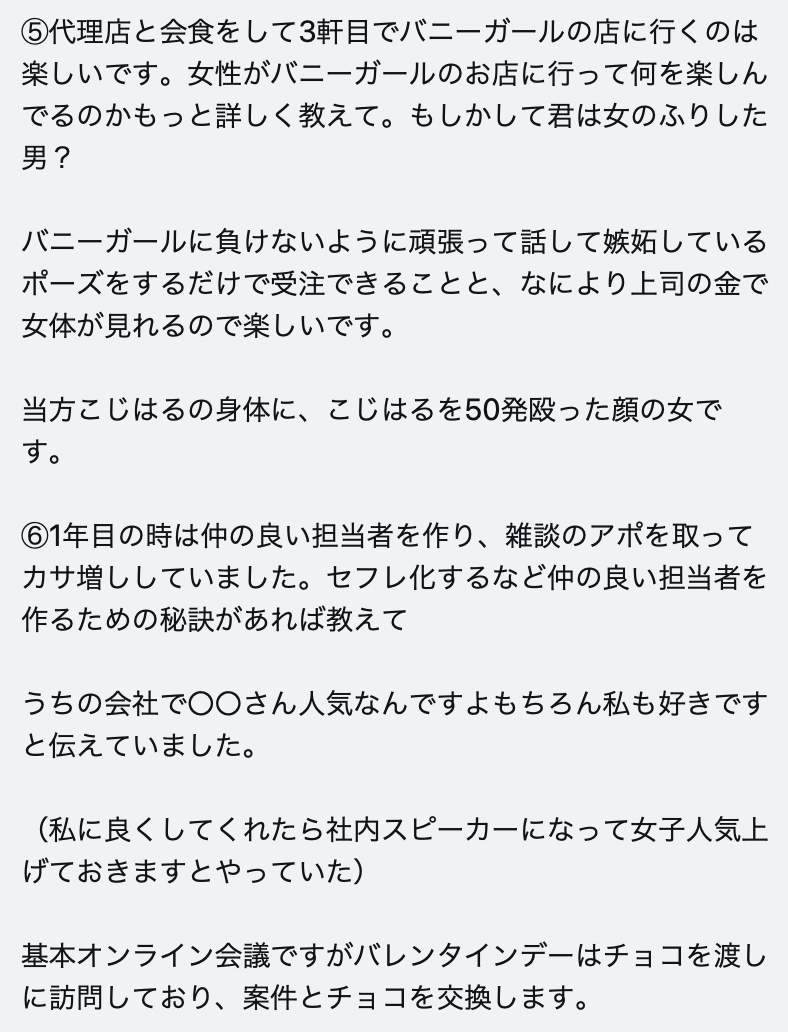 ⑤代理店と会食をして3軒目でバニーガールの店に行くのは
楽しいです。女性がバニーガールのお店に行って何を楽しん
でるのかもっと詳しく教えて。もしかして君は女のふりした
男？
バニーガールに負けないように頑張って話して嫉妬している
ポーズをするだけで受注できることと、なにより上司の金で
女体が見れるので楽しいです。
当方こじはるの身体に、こじはるを50発殴った顔の女で
す。
⑥1年目の時は仲の良い担当者を作り、雑談のアポを取って
カサ増ししていました。セフレ化するなど仲の良い担当者を
作るための秘訣があれば教えて
うちの会社で〇〇さん人気なんですよもちろん私も好きです
と伝えていました。
（私に良くしてくれたら社内スピーカーになって女子人気上
げておきますとやっていた）
基本オンライン会議ですがバレンタインデーはチョコを渡し
に訪問しており、案件とチョコを交換します。